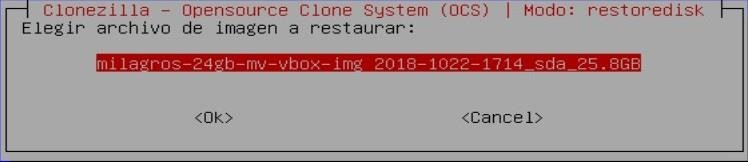 Clonezilla - Opensource Clone System (OCS) | Modo: restoredisk
Elegir archivo de imagen a restaurar:
milagros-24gb-mv-vbox-img 2018-1022-1714_sda_25.8GB
<Ok> <Cancel>